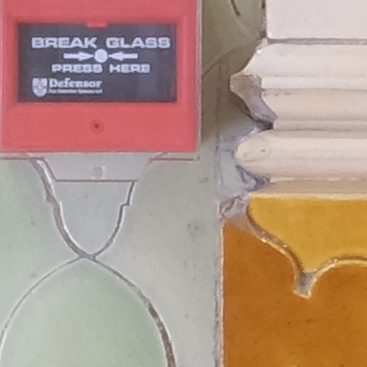 BREAK GLASS
PRESS HERE
Defensor